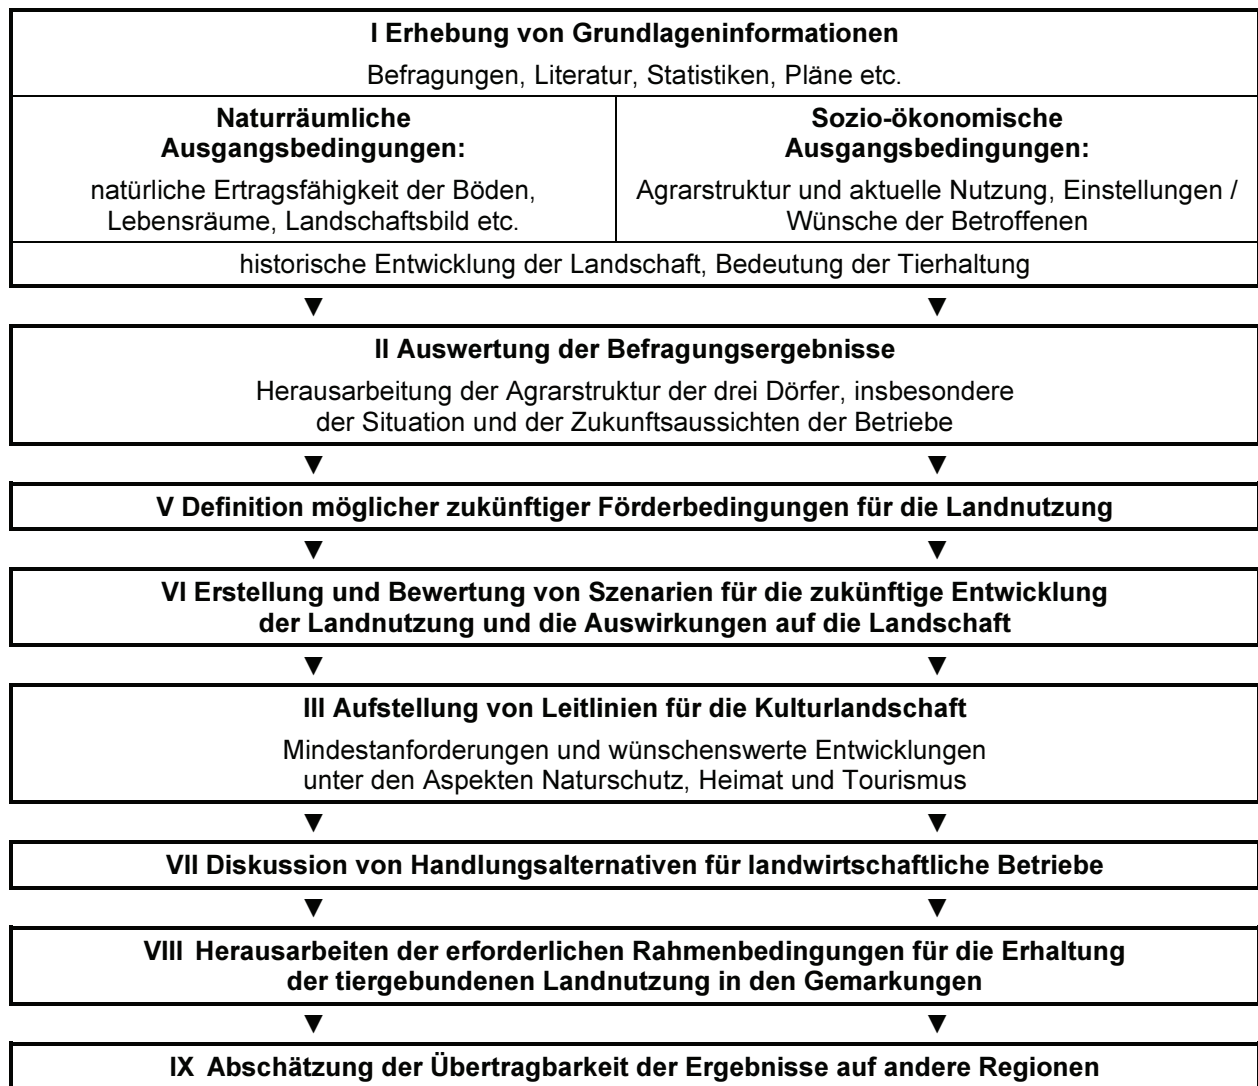 I Erhebung von Grundlageninformationen
Befragungen, Literatur, Statistiken, Pläne etc.
Naturräumliche
Ausgangsbedingungen:
natürliche Ertragsfähigkeit der Böden,
Lebensräume, Landschaftsbild etc.
Sozio-ökonomische
Ausgangsbedingungen:
Agrarstruktur und aktuelle Nutzung, Einstellungen /
Wünsche der Betroffenen
historische Entwicklung der Landschaft, Bedeutung der Tierhaltung
II Auswertung der Befragungsergebnisse
Herausarbeitung der Agrarstruktur der drei Dörfer, insbesondere
der Situation und der Zukunftsaussichten der Betriebe
V Definition möglicher zukünftiger Förderbedingungen für die Landnutzung
VI Erstellung und Bewertung von Szenarien für die zukünftige Entwicklung
der Landnutzung und die Auswirkungen auf die Landschaft
III Aufstellung von Leitlinien für die Kulturlandschaft
Mindestanforderungen und wünschenswerte Entwicklungen
unter den Aspekten Naturschutz, Heimat und Tourismus
VII Diskussion von Handlungsalternativen für landwirtschaftliche Betriebe
VIII Herausarbeiten der erforderlichen Rahmenbedingungen für die Erhaltung
der tiergebundenen Landnutzung in den Gemarkungen
IX Abschätzung der Übertragbarkeit der Ergebnisse auf andere Regionen